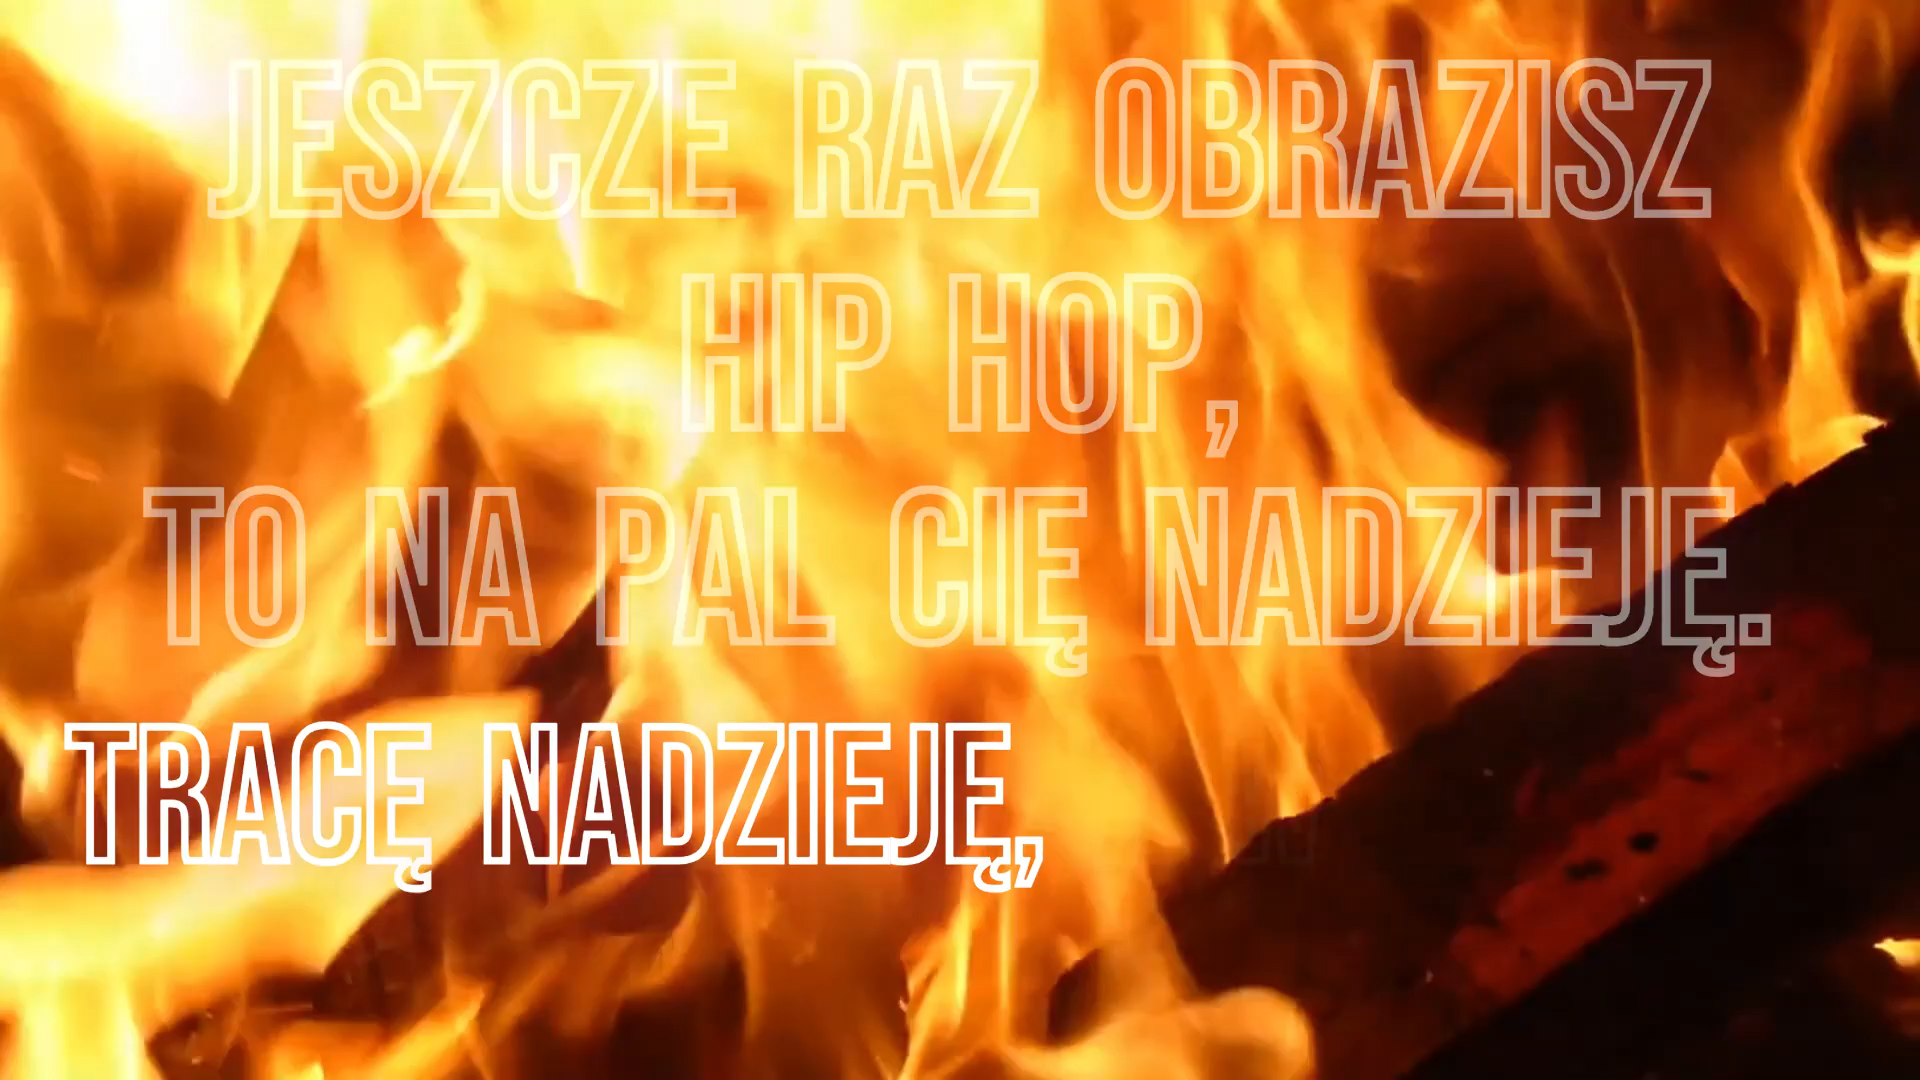 JESZCZE RAZ OBRAZISZ
HIP HOP,
TO NA PAL CIĘ NADZIEJĘ.
TRACĘ NADZIEJĘ,